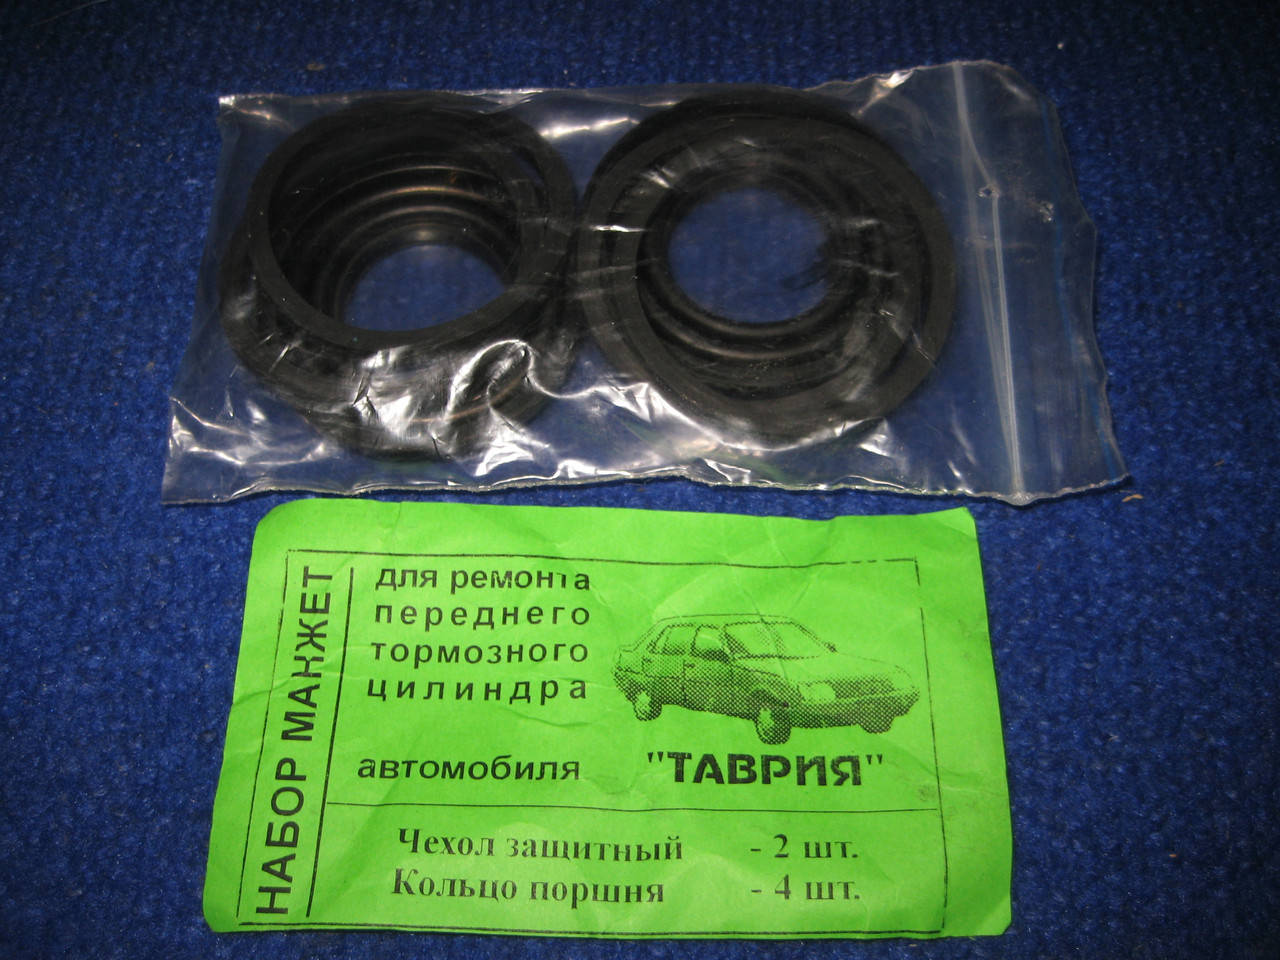 НАБОР МАНЖЕТ
для ремонта
переднего
тормозного
цилиндра
автомобиля "ТАВРИЯ"
Чехол защитный - 2 шт.
Кольцо поршня - 4 шт.